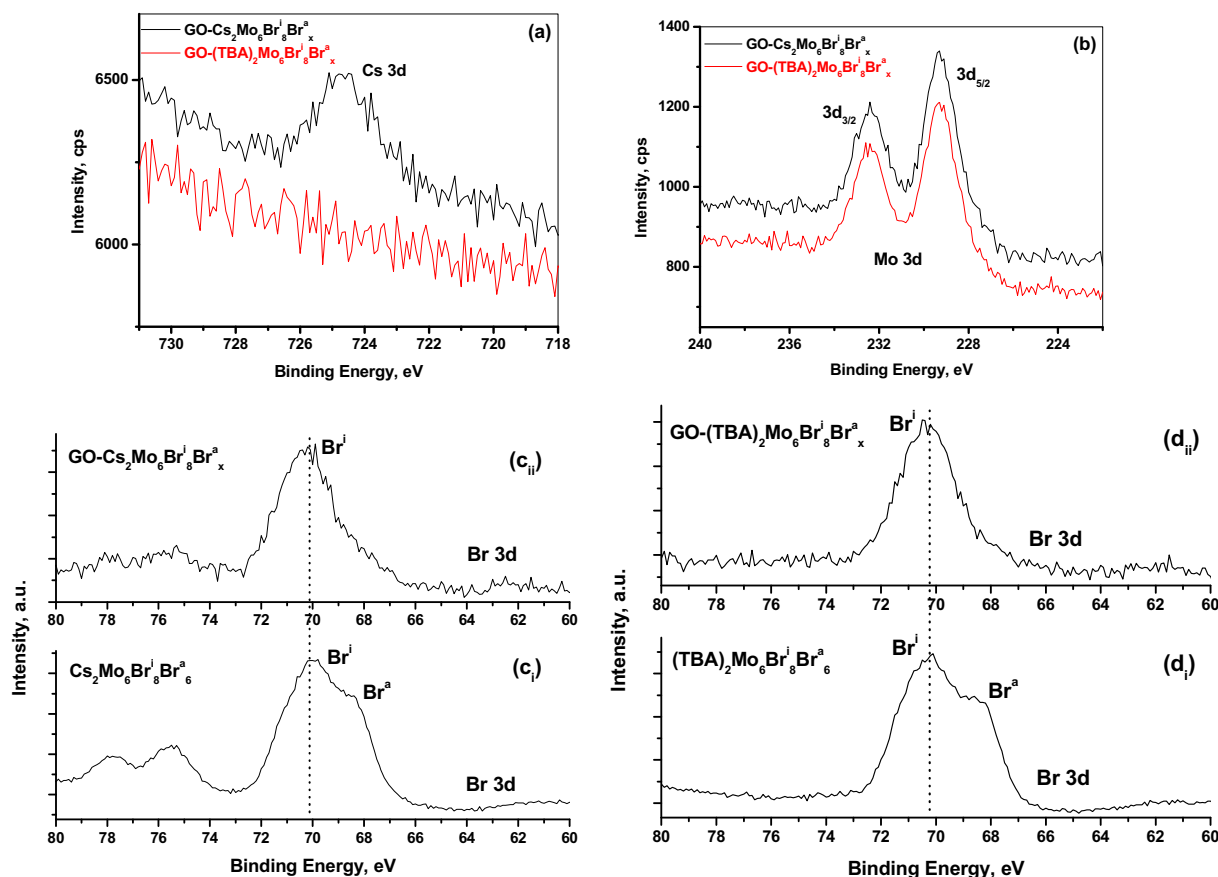 GO-Cs₂Mo₆Brⁱ₈Brᵃₓ
GO-(TBA)₂Mo₆Brⁱ₈Brᵃₓ
(a)
Cs 3d
6500
6000
Intensity, cps
730 728 726 724 722 720 718
Binding Energy, eV
GO-Cs₂Mo₆Brⁱ₈Brᵃₓ
GO-(TBA)₂Mo₆Brⁱ₈Brᵃₓ
(b)
3d₅/₂
3d₃/₂
Mo 3d
1400
1200
1000
800
Intensity, cps
240 236 232 228 224
Binding Energy, eV
GO-Cs₂Mo₆Brⁱ₈Brᵃₓ
Brⁱ
(cᵢᵢ)
Br 3d
80 78 76 74 72 70 68 66 64 62 60
Cs₂Mo₆Brⁱ₈Brᵃ₆
Brⁱ
Brᵃ
(cᵢ)
Br 3d
Intensity, a.u.
80 78 76 74 72 70 68 66 64 62 60
Binding Energy, eV
GO-(TBA)₂Mo₆Brⁱ₈Brᵃₓ
Brⁱ
(dᵢᵢ)
Br 3d
80 78 76 74 72 70 68 66 64 62 60
(TBA)₂Mo₆Brⁱ₈Brᵃ₆
Brⁱ
Brᵃ
(dᵢ)
Br 3d
Intensity, a.u.
80 78 76 74 72 70 68 66 64 62 60
Binding Energy, eV